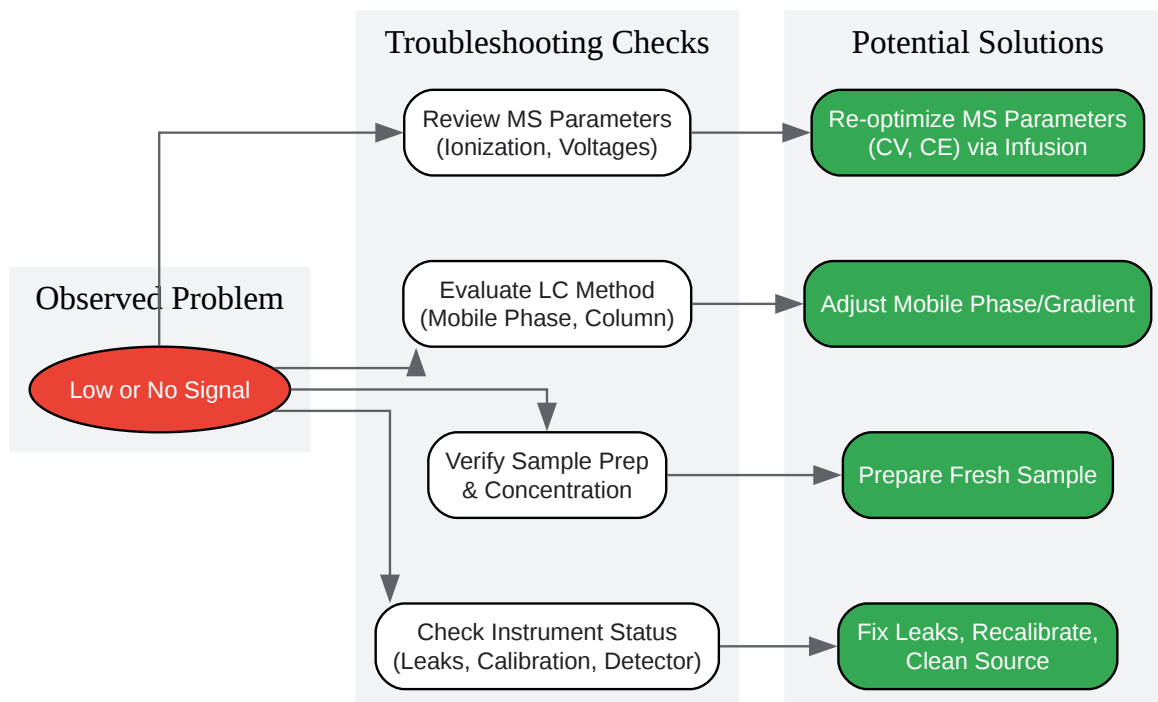 Troubleshooting Checks
Potential Solutions
Review MS Parameters
(Ionization, Voltages)
Re-optimize MS Parameters
(CV, CE) via Infusion
Observed Problem
Evaluate LC Method
(Mobile Phase, Column)
Adjust Mobile Phase/Gradient
Low or No Signal
Verify Sample Prep
& Concentration
Prepare Fresh Sample
Check Instrument Status
(Leaks, Calibration, Detector)
Fix Leaks, Recalibrate,
Clean Source